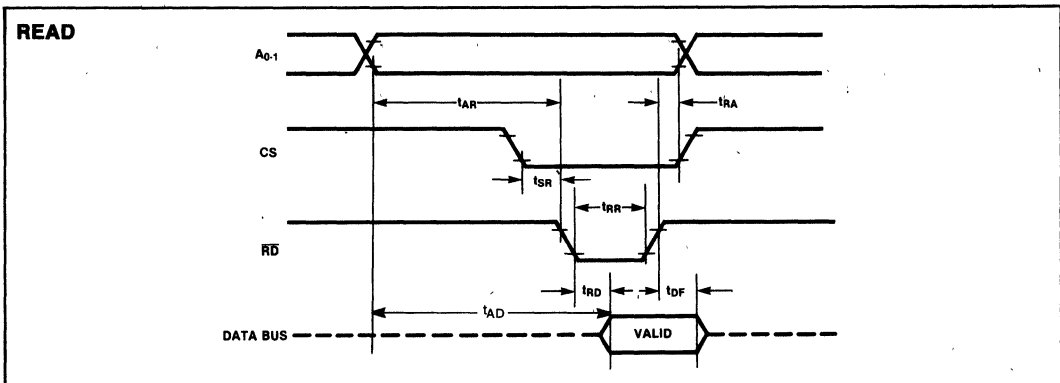 READ
A0-1
tAR
tRA
CS
tSR
tRR
RD
tRD
tDF
tAD
DATA BUS
VALID